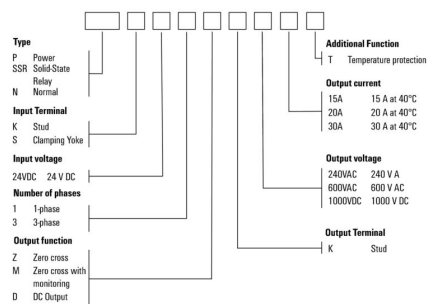 Type
P Power
SSR Solid-State
Relay
N Normal
Input Terminal
K Stud
S Clamping Yoke
Input voltage
24VDC 24 V DC
Number of phases
1 1-phase
3 3-phase
Output function
Z Zero cross
M Zero cross with
monitoring
D DC Output
Additional Function
T Temperature protection
Output current
15A 15 A at 40°C
20A 20 A at 40°C
30A 30 A at 40°C
Output voltage
240VAC 240 V A
600VAC 600 V AC
1000VDC 1000 V DC
Output Terminal
K Stud